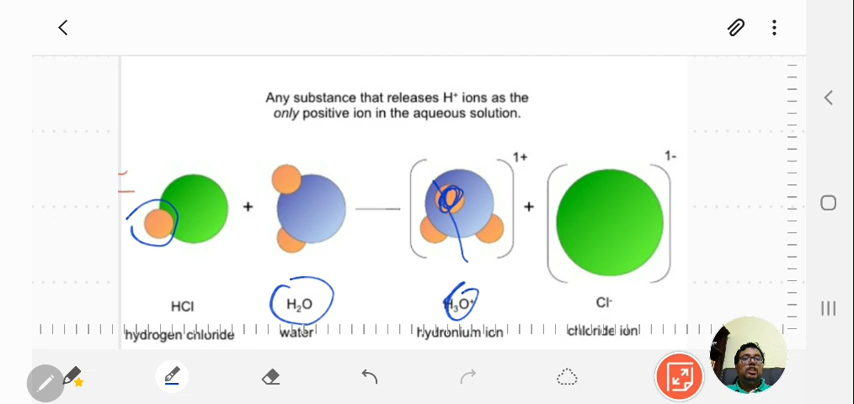 Any substance that releases H⁺ ions as the
only positive ion in the aqueous solution.
1+
1-
+
+
HCl
H₂O
H₃O⁺
Cl⁻
hydrogen chloride
water
hydronium ion
chloride ion